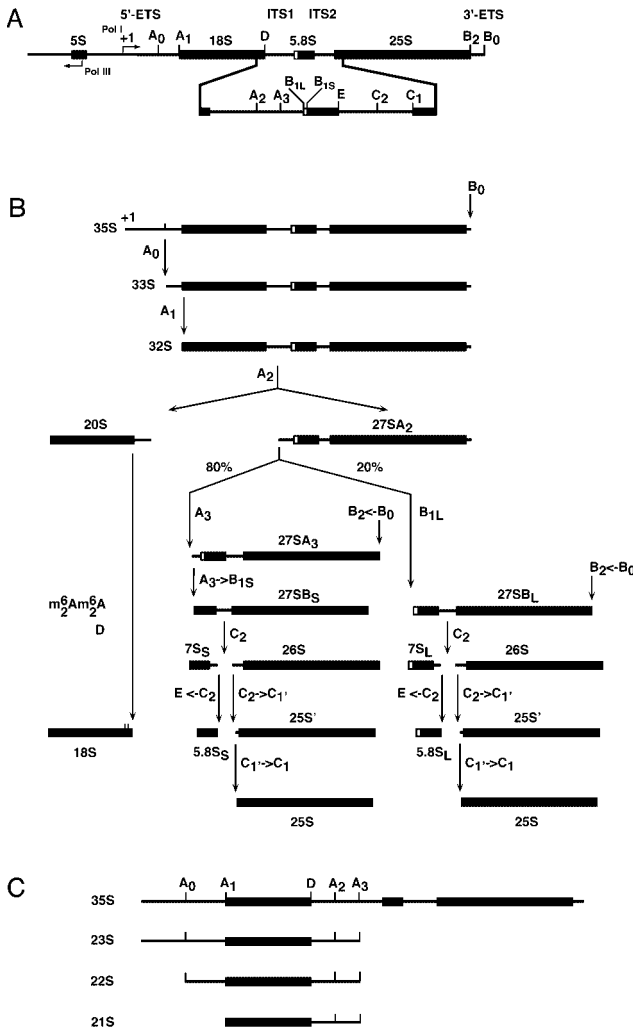 A
5'-ETS ITS1 ITS2 3'-ETS
5S Pol I +1 A0 A1 18S D 5.8S 25S B2 B0
Pol III
A2 A3 B1L B1S E C2 C1
B
B0
35S +1
A0
33S
A1
32S
A2
20S 27SA2
80% 20%
A3 B2<-B0 B1L
27SA3
A3->B1S B2<-B0
27SBS 27SBL
m62Am62A
D
C2 C2
7SS 26S 7SL 26S
E <-C2 C2->C1' E <-C2 C2->C1'
25S' 25S'
18S 5.8SS 5.8SL
C1'->C1 C1'->C1
25S 25S
C
A0 A1 D A2 A3
35S
23S
22S
21S